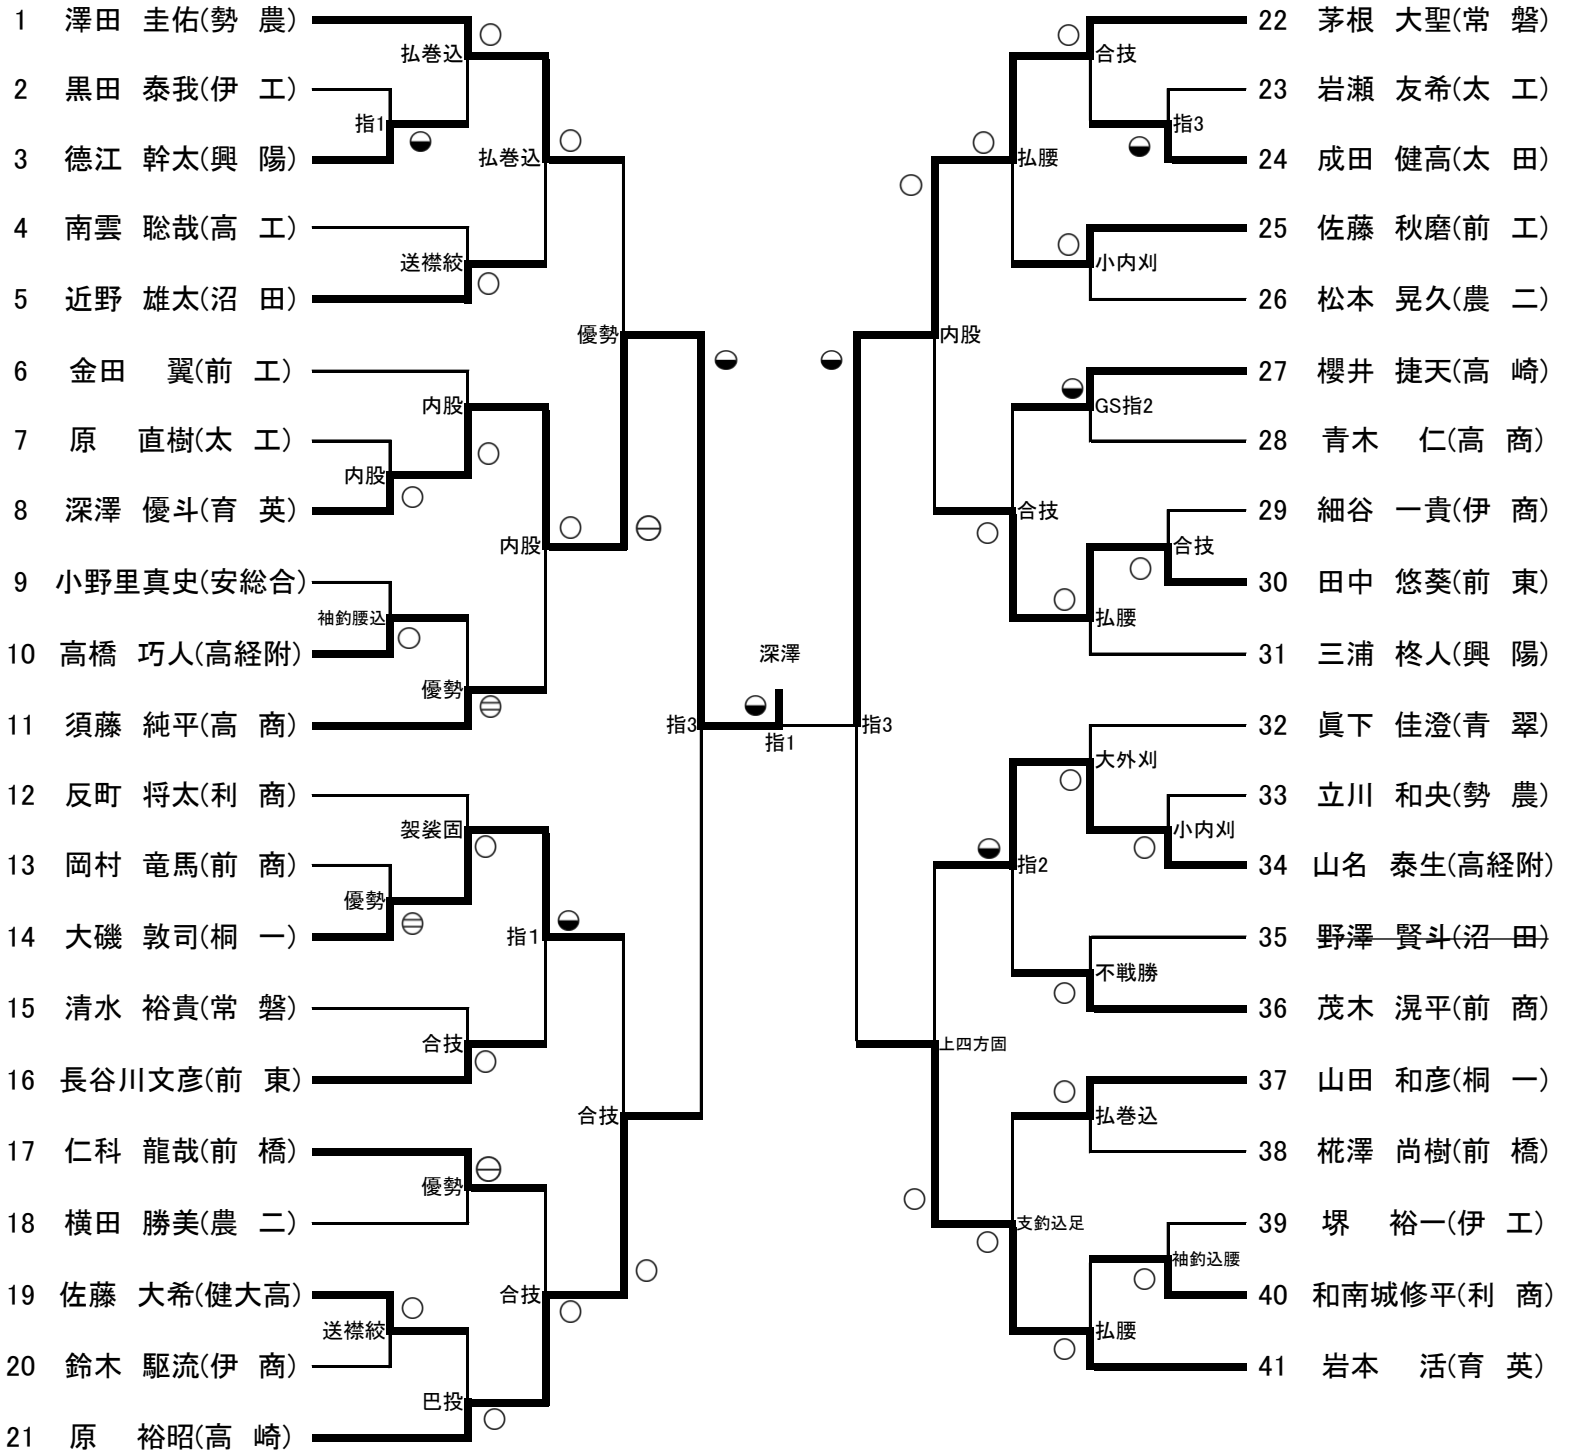 1 澤田 圭佑(勢 農)
払巻込
2 黒田 泰我(伊 工)
指1
3 徳江 幹太(興 陽)
払巻込
4 南雲 聡哉(高 工)
送襟絞
5 近野 雄太(沼 田)
優勢
6 金田 翼(前 工)
内股
7 原 直樹(太 工)
内股
8 深澤 優斗(育 英)
内股
9 小野里真史(安総合)
袖釣腰込
10 高橋 巧人(高経附)
優勢
11 須藤 純平(高 商)
指3
12 反町 将太(利 商)
袈裟固
13 岡村 竜馬(前 商)
優勢
14 大磯 敦司(桐 一)
指1
15 清水 裕貴(常 磐)
合技
16 長谷川文彦(前 東)
合技
17 仁科 龍哉(前 橋)
優勢
18 横田 勝美(農 二)
19 佐藤 大希(健大高)
合技
送襟絞
20 鈴木 駆流(伊 商)
巴投
21 原 裕昭(高 崎)
深澤
指1
22 茅根 大聖(常 磐)
合技
23 岩瀬 友希(太 工)
指3
24 成田 健高(太 田)
払腰
25 佐藤 秋磨(前 工)
小内刈
26 松本 晃久(農 二)
内股
27 櫻井 捷天(高 崎)
GS指2
28 青木 仁(高 商)
29 細谷 一貴(伊 商)
合技
合技
30 田中 悠葵(前 東)
払腰
31 三浦 柊人(興 陽)
32 眞下 佳澄(青 翠)
指3
大外刈
33 立川 和央(勢 農)
小内刈
34 山名 泰生(高経附)
指2
35 野澤 賢斗(沼 田)
不戦勝
36 茂木 滉平(前 商)
上四方固
37 山田 和彦(桐 一)
払巻込
38 椛澤 尚樹(前 橋)
39 堺 裕一(伊 工)
支釣込足
袖釣込腰
40 和南城修平(利 商)
払腰
41 岩本 活(育 英)